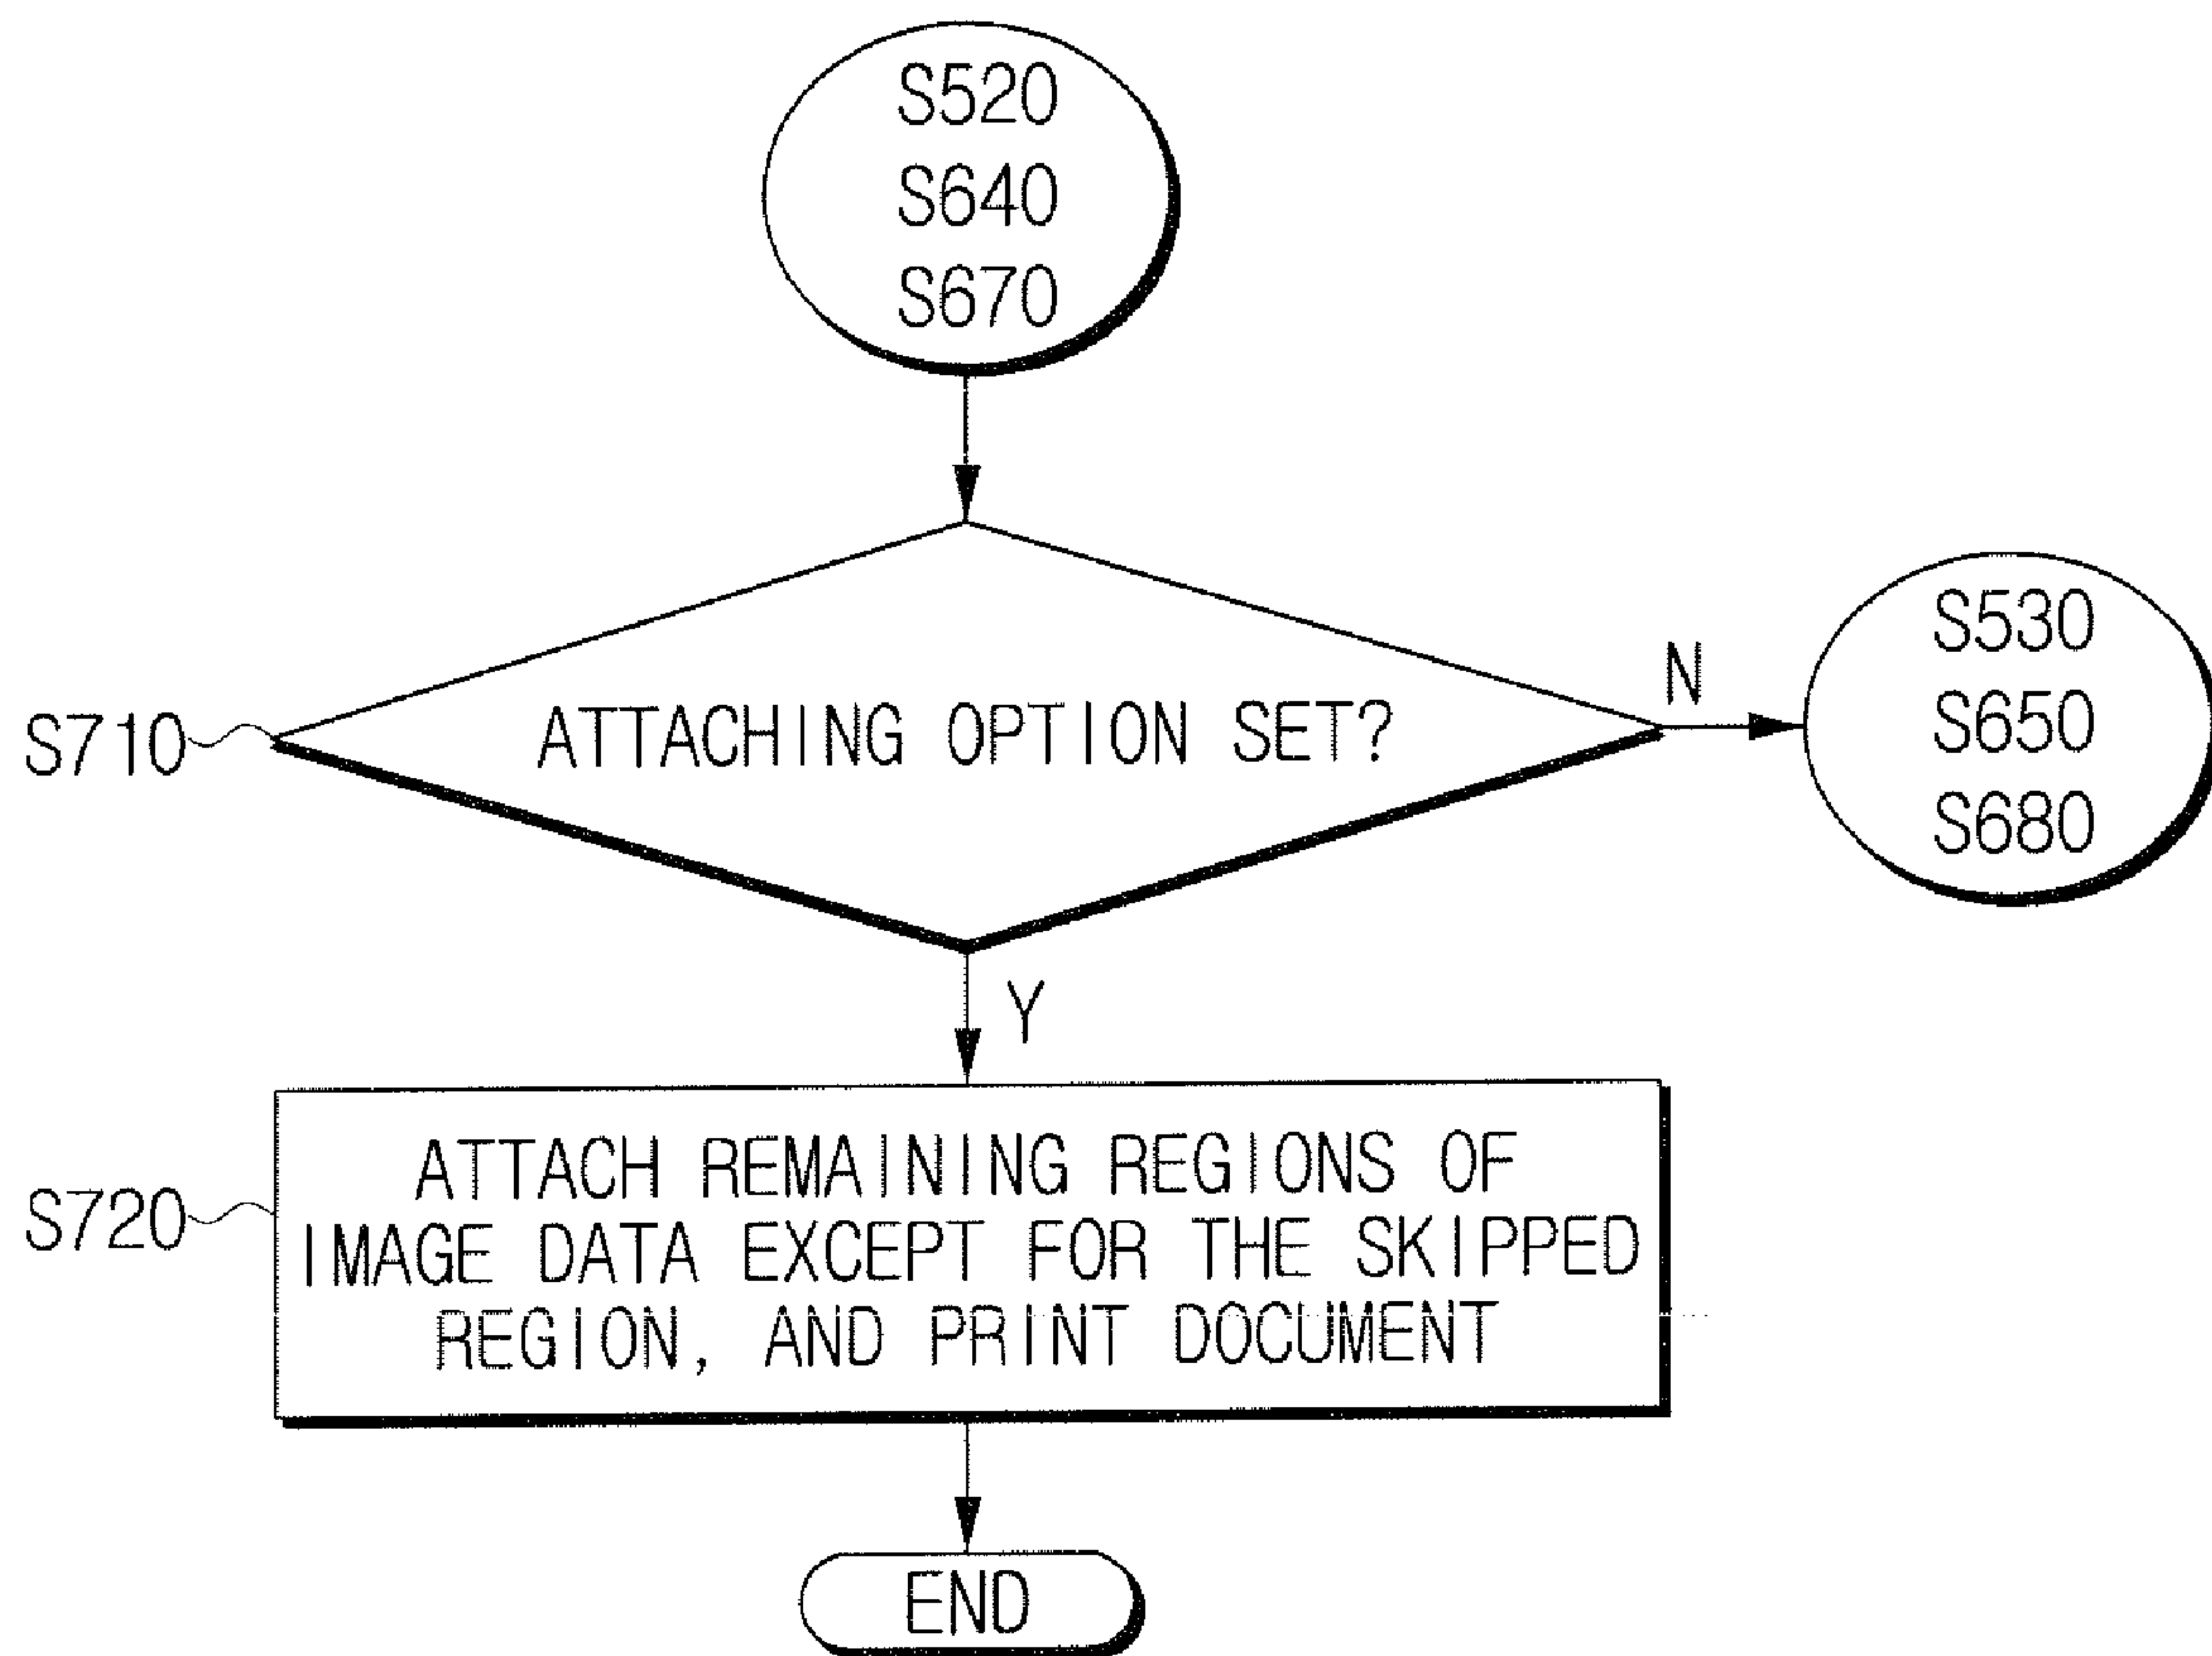 S520
S640
S670
S710
ATTACHING OPTION SET?
N
S530
S650
S680
Y
S720
ATTACH REMAINING REGIONS OF
IMAGE DATA EXCEPT FOR THE SKIPPED
REGION, AND PRINT DOCUMENT
END